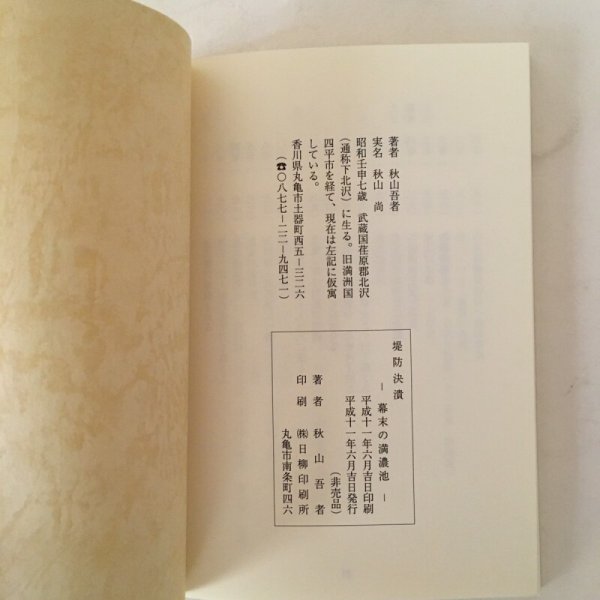 著者　秋山吾者
実名　秋山　尚
昭和壬申七歳　武蔵国荏原郡北沢
（通称下北沢）に生る。旧満洲国
四平市を経て、現在は左記に仮寓
している。
香川県丸亀市土器町西五ー三二六
（☎〇八七七ー二二ー九四七一）
堤防決潰
ー幕末の満濃池ー
平成十一年六月吉日印刷
平成十一年六月吉日発行
（非売品）
著者　秋山吾者
印刷　㈱日柳印刷所
丸亀市南条町四六